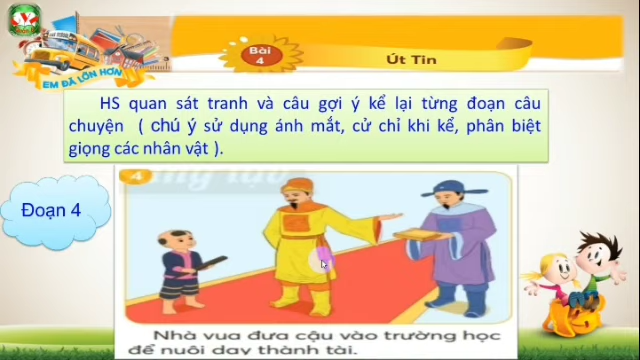 Bài
4
Út Tin
EM ĐÃ LỚN HƠN
HS quan sát tranh và câu gợi ý kể lại từng đoạn câu
chuyện ( chú ý sử dụng ánh mắt, cử chỉ khi kể, phân biệt
giọng các nhân vật ).
4
Đoạn 4
Nhà vua đưa cậu vào trường học
để nuôi dạy thành tài.